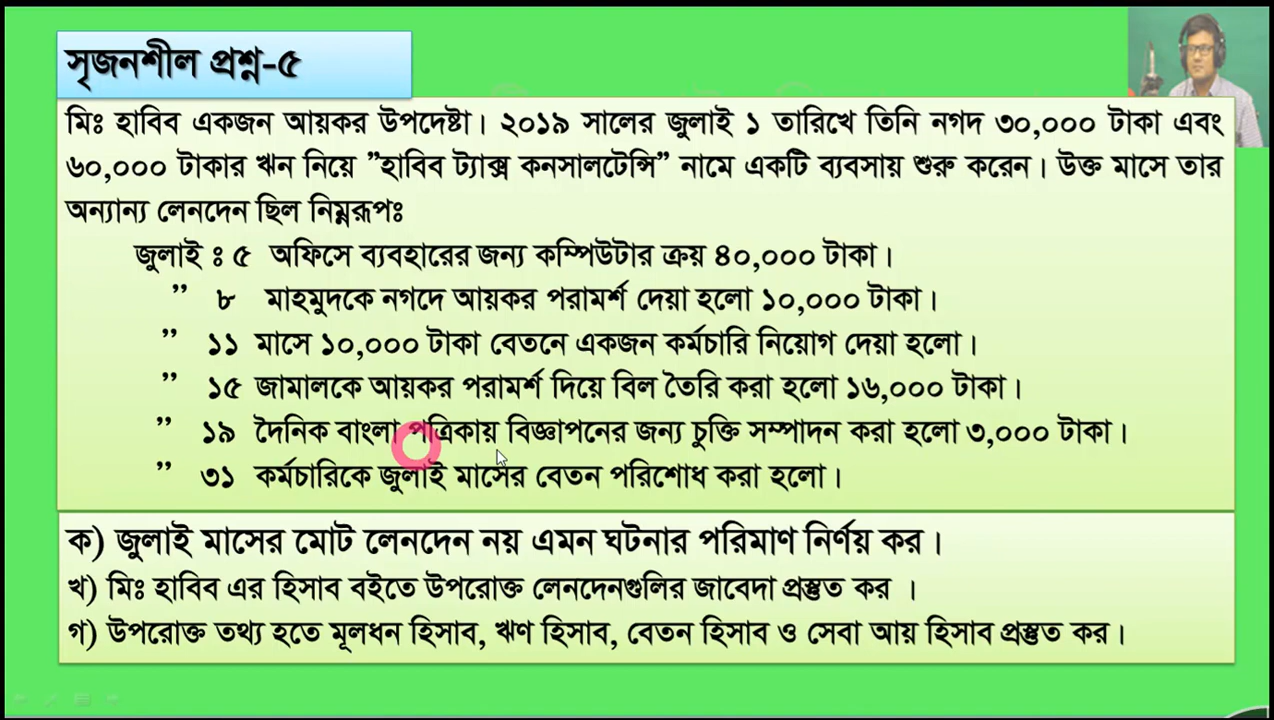 সৃজনশীল প্রশ্ন-৫
মিঃ হাবিব একজন আয়কর উপদেষ্টা। ২০১৯ সালের জুলাই ১ তারিখে তিনি নগদ ৩০,০০০ টাকা এবং
৬০,০০০ টাকার ঋন নিয়ে ”হাবিব ট্যাক্স কনসালটেন্সি” নামে একটি ব্যবসায় শুরু করেন। উক্ত মাসে তার
অন্যান্য লেনদেন ছিল নিম্নরূপঃ
জুলাই ঃ ৫ অফিসে ব্যবহারের জন্য কম্পিউটার ক্রয় ৪০,০০০ টাকা।
” ৮ মাহমুদকে নগদে আয়কর পরামর্শ দেয়া হলো ১০,০০০ টাকা।
” ১১ মাসে ১০,০০০ টাকা বেতনে একজন কর্মচারি নিয়োগ দেয়া হলো।
” ১৫ জামালকে আয়কর পরামর্শ দিয়ে বিল তৈরি করা হলো ১৬,০০০ টাকা।
” ১৯ দৈনিক বাংলা পত্রিকায় বিজ্ঞাপনের জন্য চুক্তি সম্পাদন করা হলো ৩,০০০ টাকা।
” ৩১ কর্মচারিকে জুলাই মাসের বেতন পরিশোধ করা হলো।
ক) জুলাই মাসের মোট লেনদেন নয় এমন ঘটনার পরিমাণ নির্ণয় কর।
খ) মিঃ হাবিব এর হিসাব বইতে উপরোক্ত লেনদেনগুলির জাবেদা প্রস্তুত কর ।
গ) উপরোক্ত তথ্য হতে মূলধন হিসাব, ঋণ হিসাব, বেতন হিসাব ও সেবা আয় হিসাব প্রস্তুত কর।